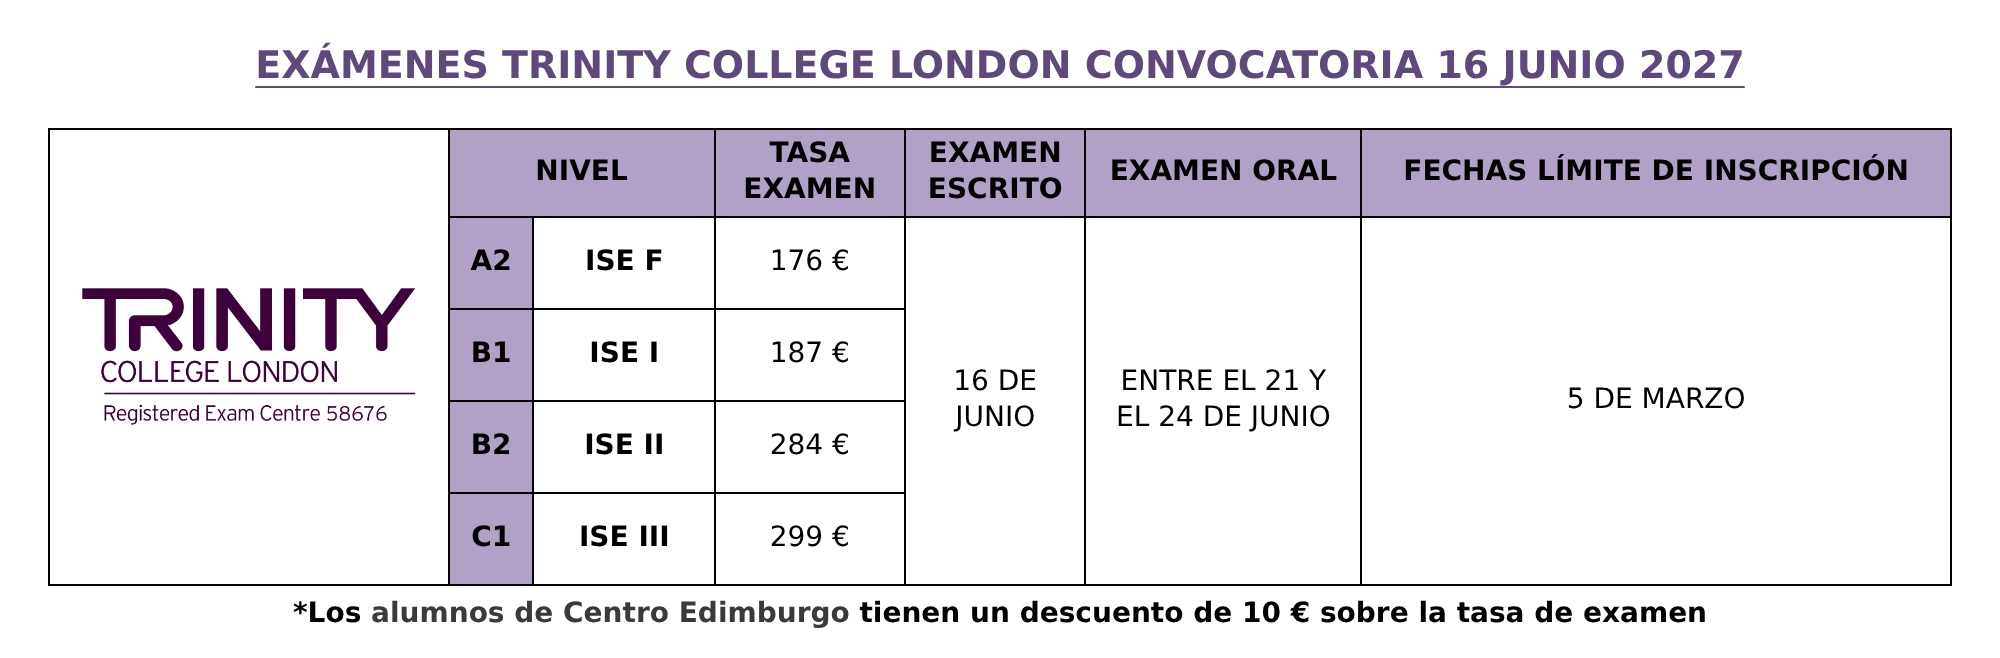 EXÁMENES TRINITY COLLEGE LONDON CONVOCATORIA 16 JUNIO 2027
NIVEL
TASA
EXAMEN
EXAMEN
ESCRITO
EXAMEN ORAL
FECHAS LÍMITE DE INSCRIPCIÓN
TRINITY
COLLEGE LONDON
Registered Exam Centre 58676
A2 ISE F 176 €
B1 ISE I 187 €
B2 ISE II 284 €
C1 ISE III 299 €
16 DE
JUNIO
ENTRE EL 21 Y
EL 24 DE JUNIO
5 DE MARZO
*Los alumnos de Centro Edimburgo tienen un descuento de 10 € sobre la tasa de examen